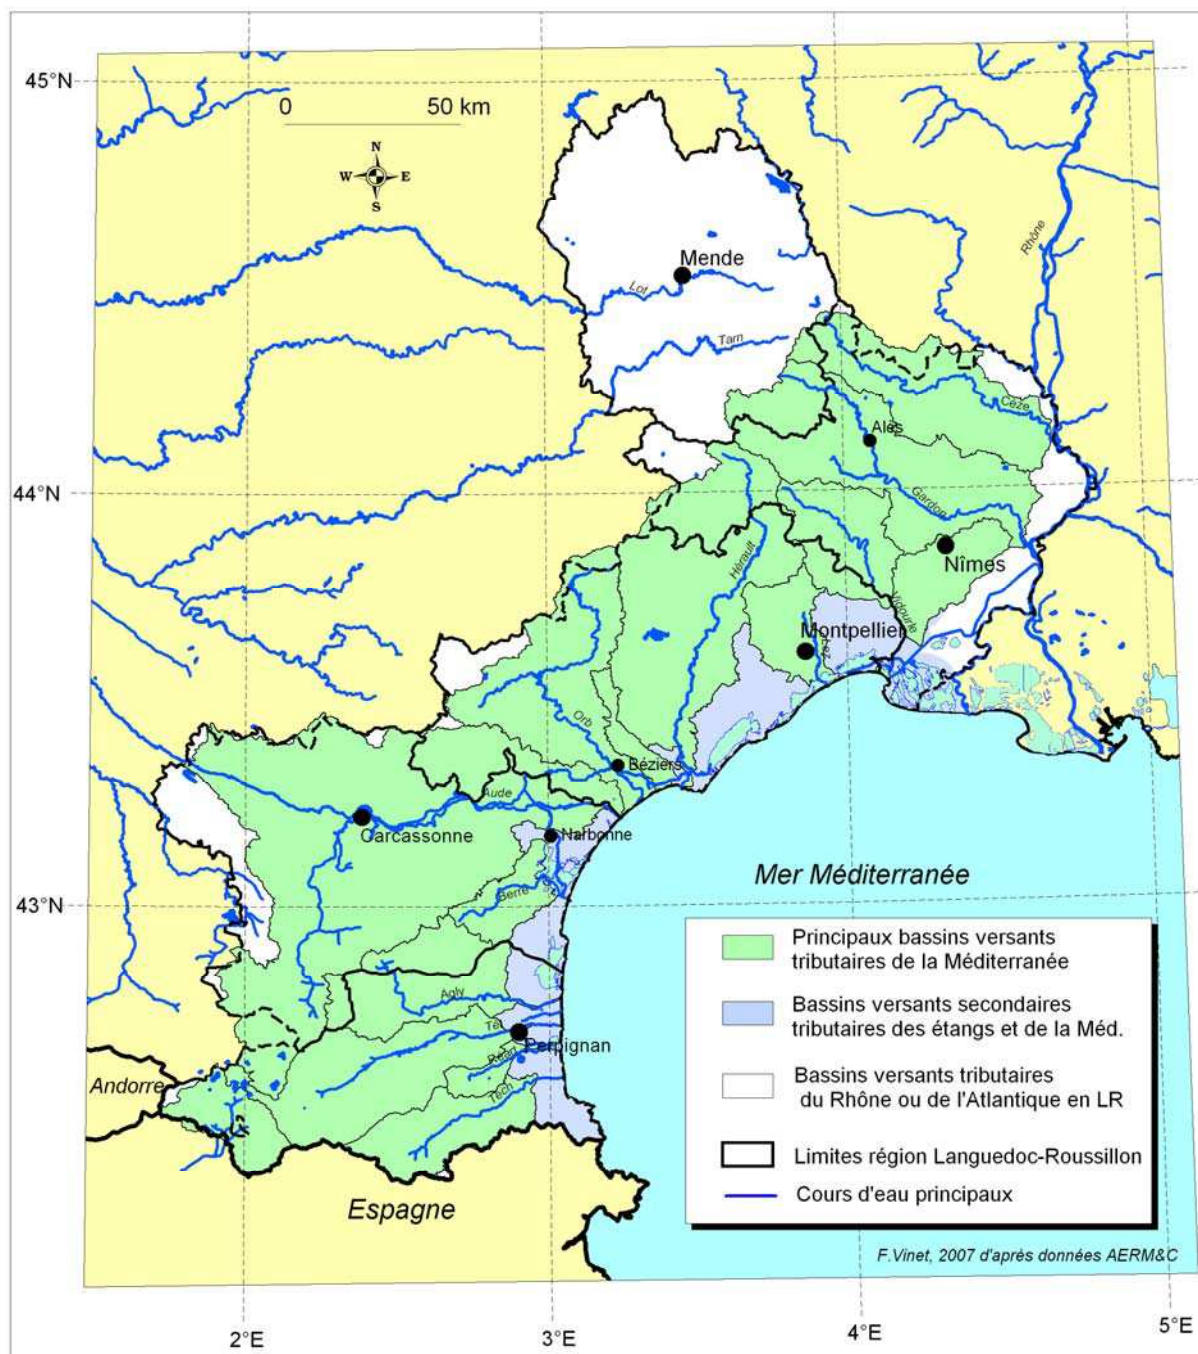 45°N
0 50 km
N
W E
S
Rhône
Mende
Lot
Tarn
Cèze
Alès
44°N
Gardon
Nîmes
Hérault
Vidourle
Montpellier
Lez
Orb
Béziers
Aude
Carcassonne
Narbonne
Mer Méditerranée
Berre
43°N
Principaux bassins versants
tributaires de la Méditerranée
Agly
Bassins versants secondaires
tributaires des étangs et de la Méd.
Têt
Perpignan
Réart
Andorre
Tech
Bassins versants tributaires
du Rhône ou de l'Atlantique en LR
Limites région Languedoc-Roussillon
Cours d'eau principaux
Espagne
F.Vinet, 2007 d'après données AERM&C
2°E 3°E 4°E 5°E